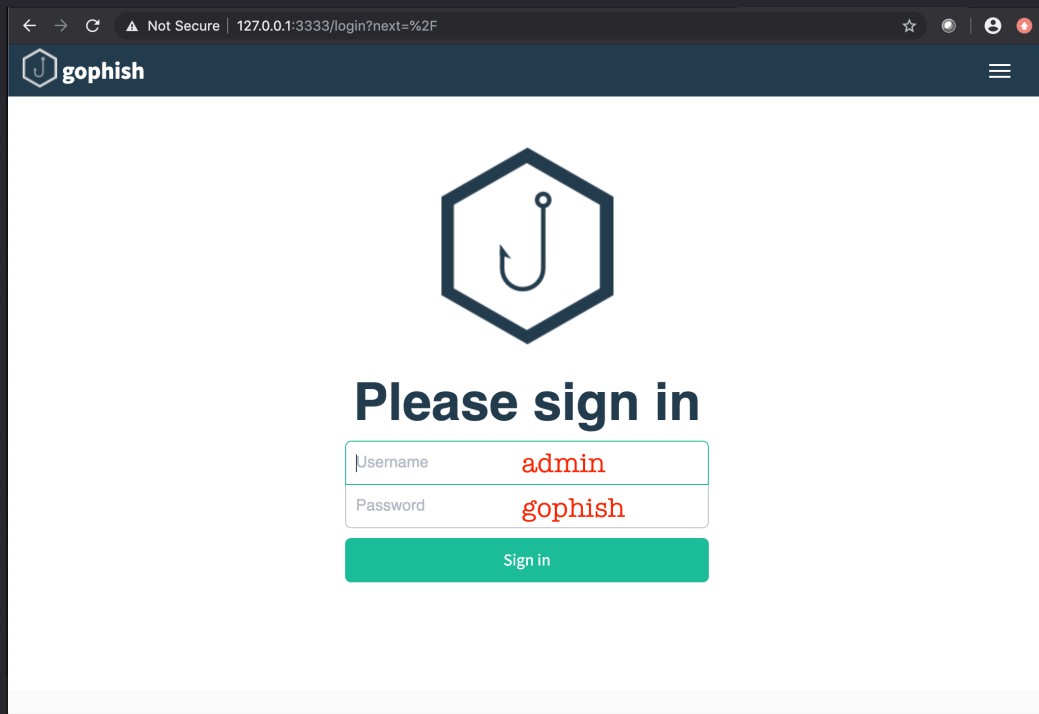 Not Secure | 127.0.0.1:3333/login?next=%2F
gophish
Please sign in
Username admin
Password gophish
Sign in